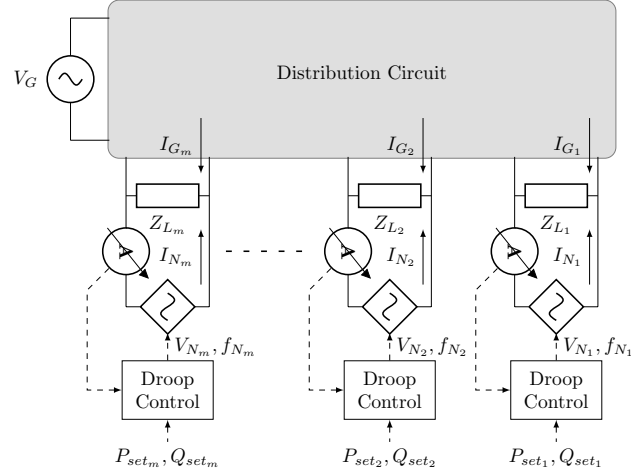 Distribution Circuit
V_G
I_{G_m} I_{G_2} I_{G_1}
Z_{L_m} Z_{L_2} Z_{L_1}
A I_{N_m} A I_{N_2} A I_{N_1}
V_{N_m}, f_{N_m} V_{N_2}, f_{N_2} V_{N_1}, f_{N_1}
Droop Droop Droop
Control Control Control
P_{set_m}, Q_{set_m} P_{set_2}, Q_{set_2} P_{set_1}, Q_{set_1}